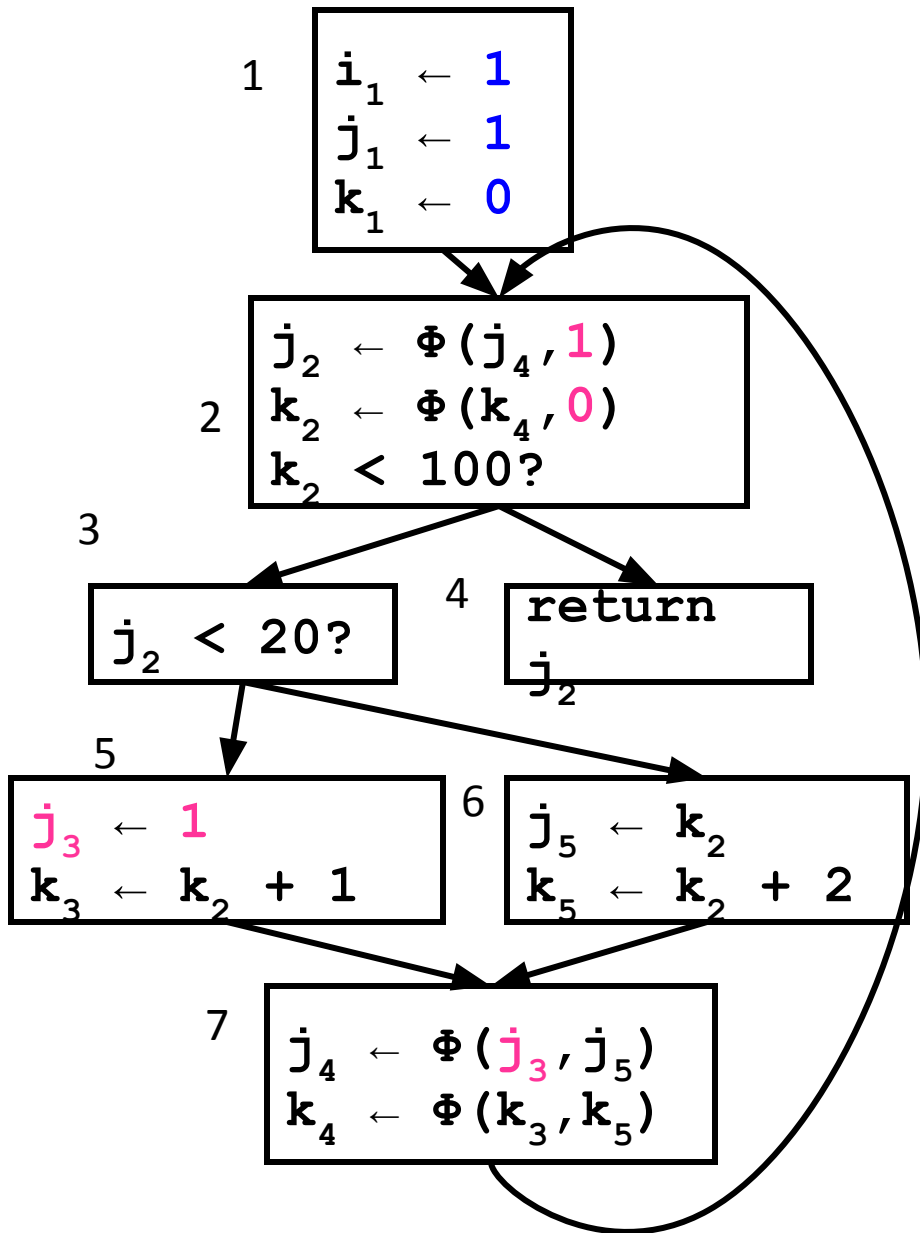 1
i₁ ← 1
j₁ ← 1
k₁ ← 0
2
j₂ ← Φ(j₄,1)
k₂ ← Φ(k₄,0)
k₂ < 100?
3
j₂ < 20?
4
return
j₂
5
j₃ ← 1
k₃ ← k₂ + 1
6
j₅ ← k₂
k₅ ← k₂ + 2
7
j₄ ← Φ(j₃,j₅)
k₄ ← Φ(k₃,k₅)